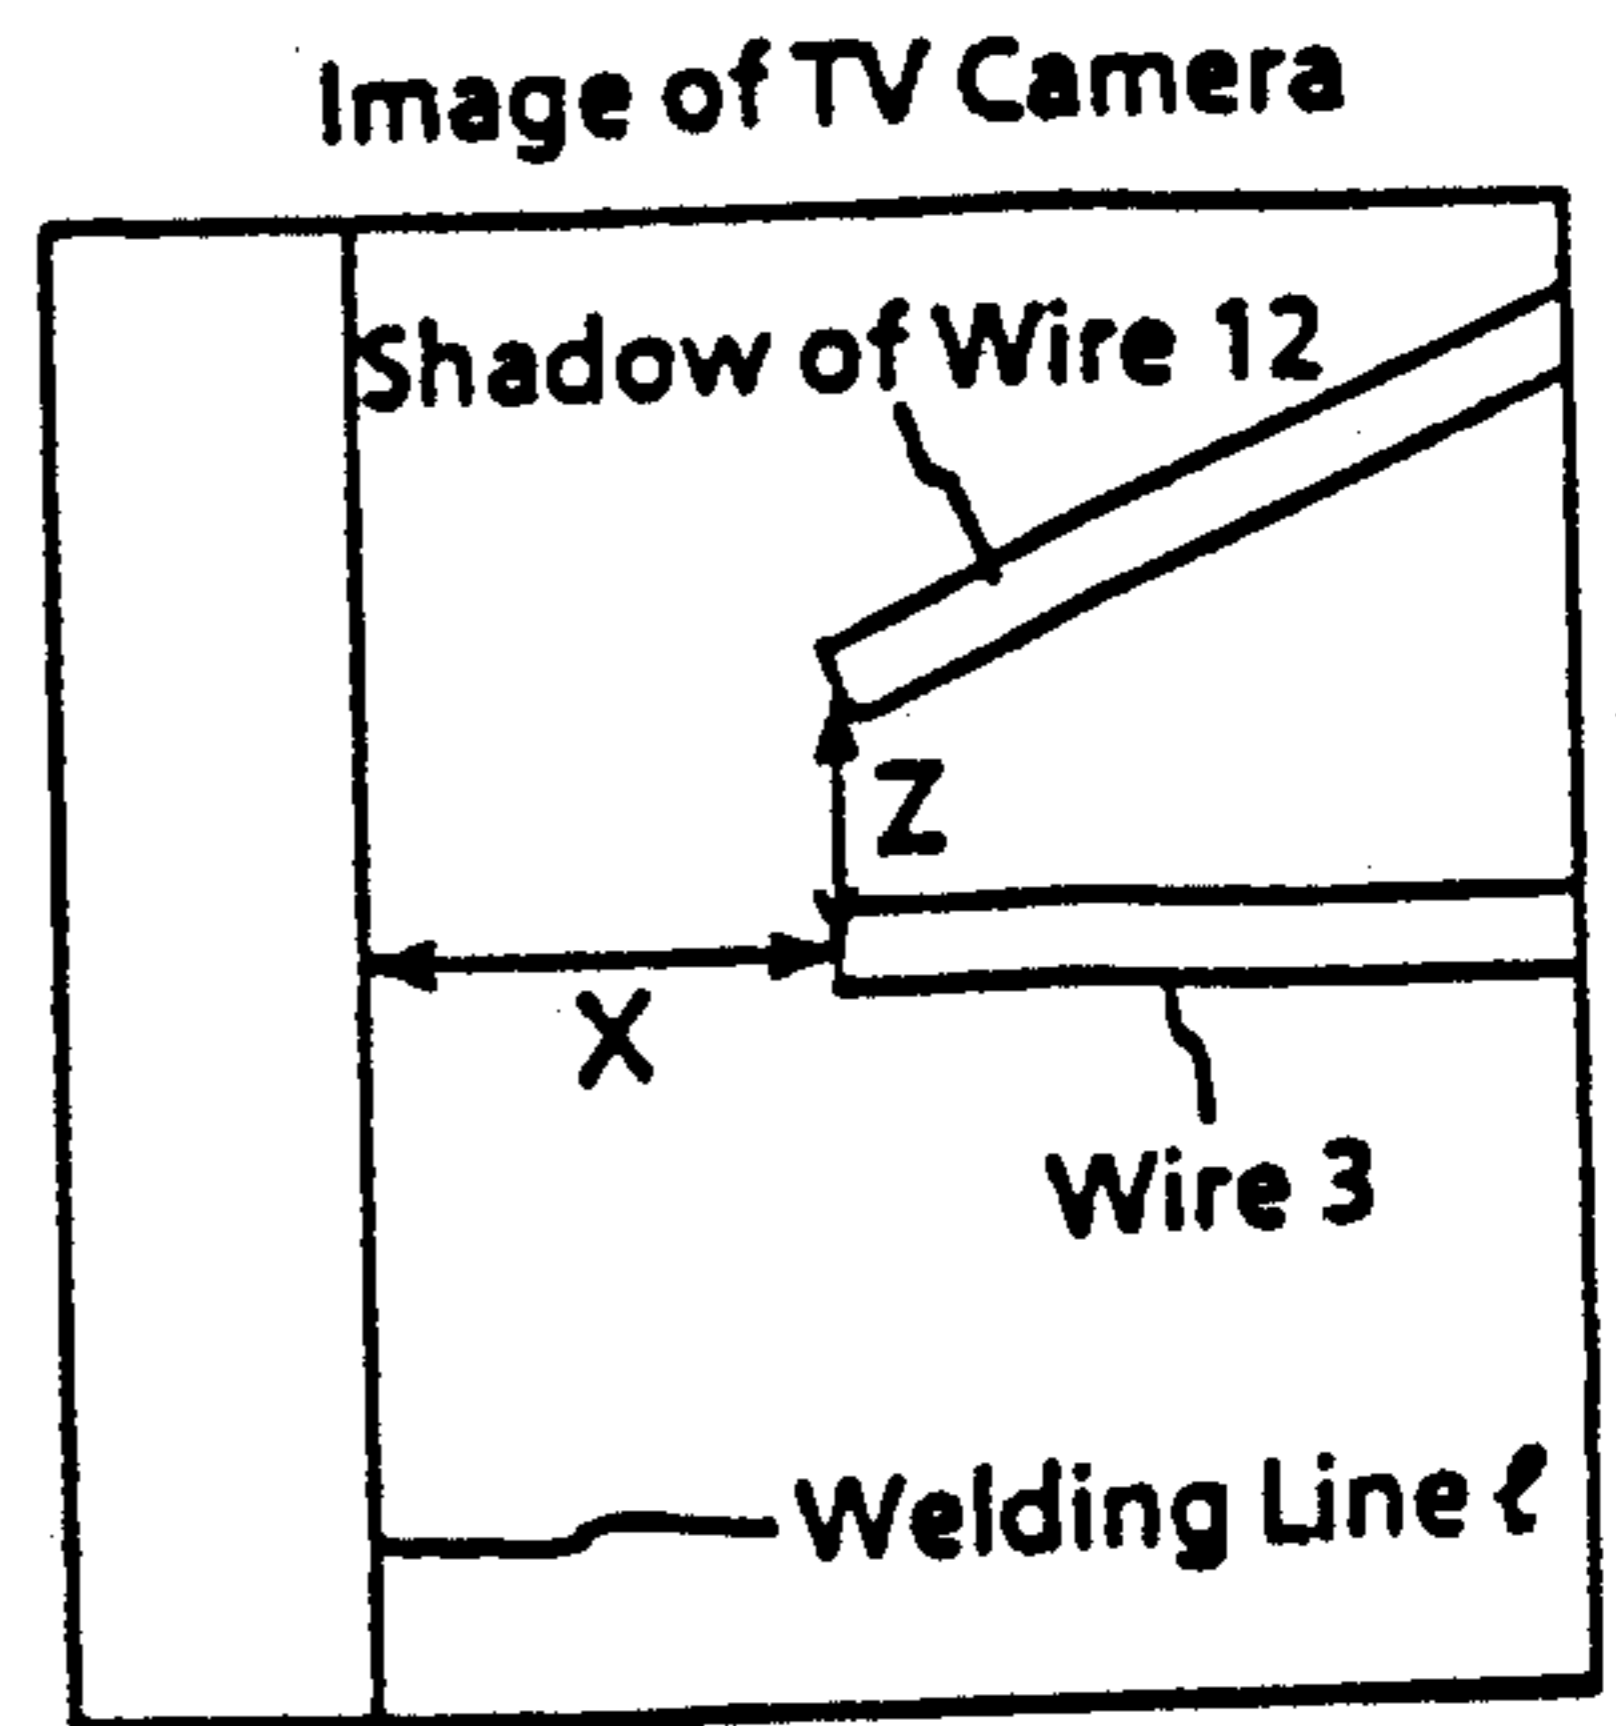 Image of TV Camera
Shadow of Wire 12
Z
X
Wire 3
Welding Line ℓ